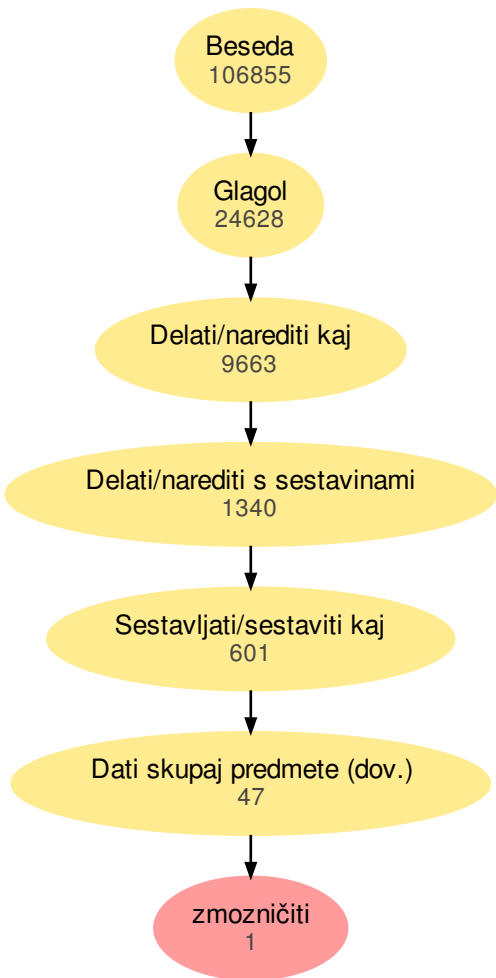 Beseda
106855
Glagol
24628
Delati/narediti kaj
9663
Delati/narediti s sestavinami
1340
Sestavljati/sestaviti kaj
601
Dati skupaj predmete (dov.)
47
zmozničiti
1